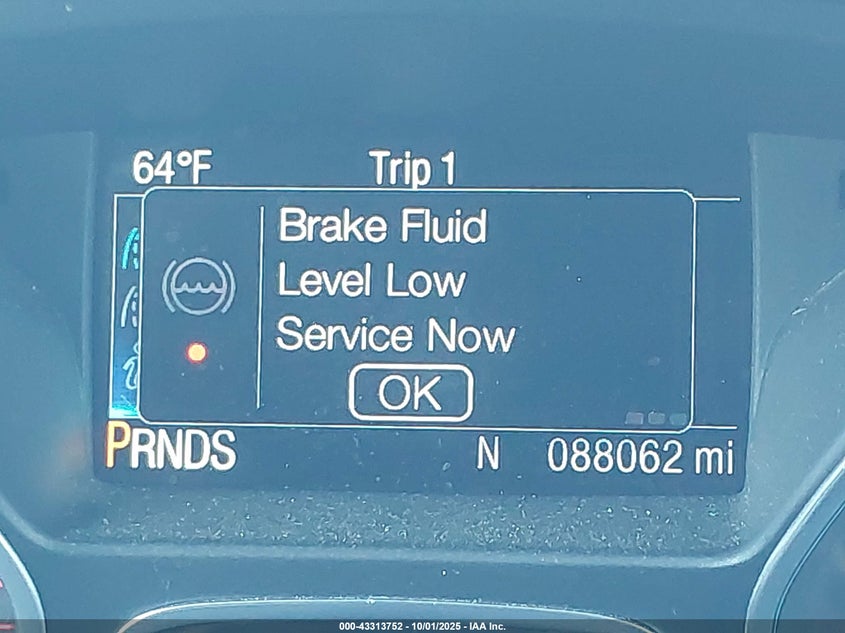 64°F Trip 1
Brake Fluid
Level Low
Service Now
OK
PRNDS N 088062 mi
000-43313752 - 10/01/2025 - IAA Inc.